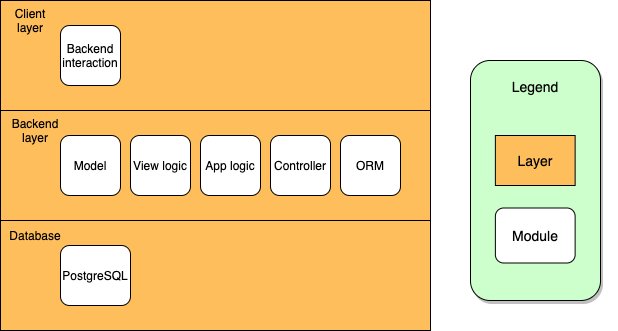 Client
layer
Backend
interaction
Backend
layer
Model
View logic
App logic
Controller
ORM
Database
PostgreSQL
Legend
Layer
Module